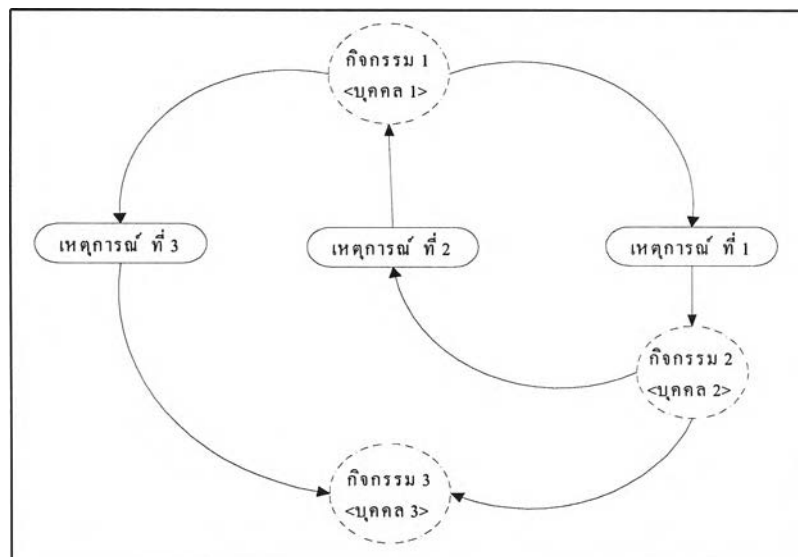 กิจกรรม 1
<บุคคล 1>
เหตุการณ์ ที่ 3
เหตุการณ์ ที่ 2
เหตุการณ์ ที่ 1
กิจกรรม 2
<บุคคล 2>
กิจกรรม 3
<บุคคล 3>